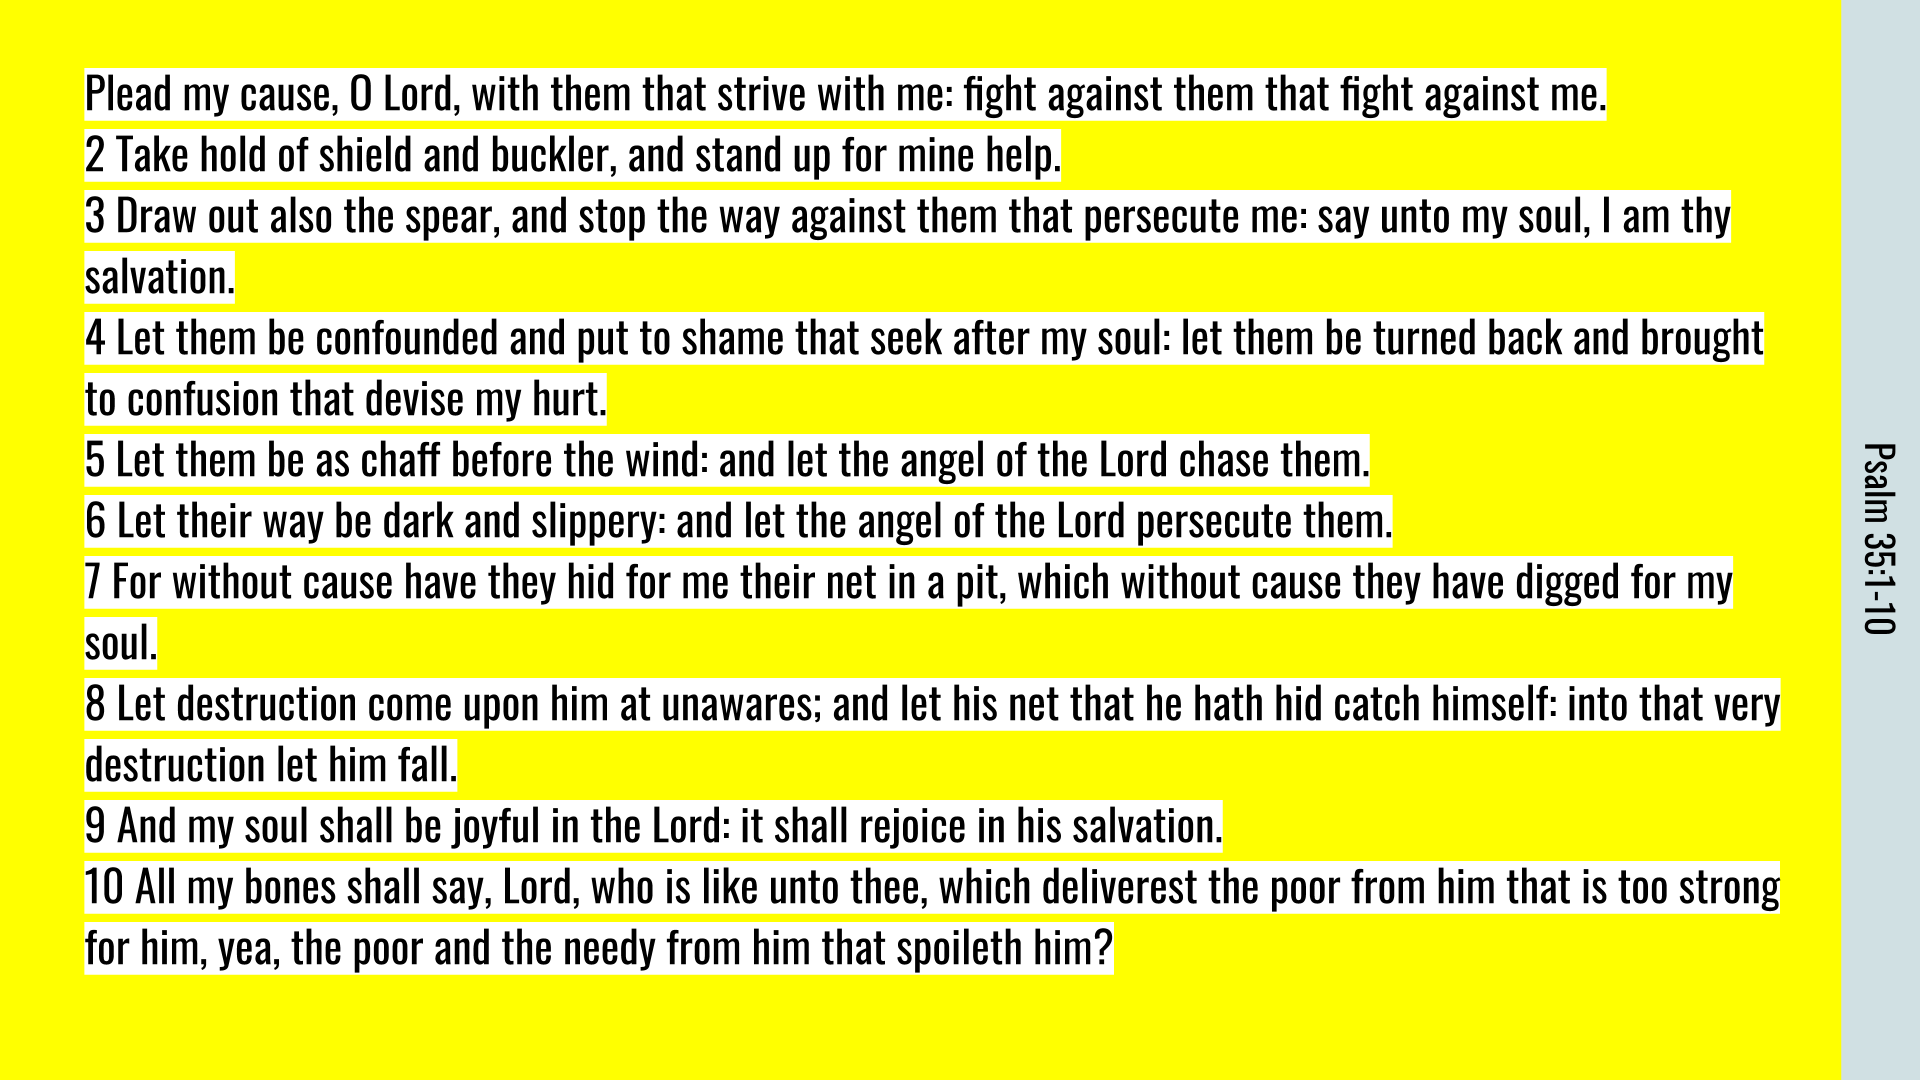 Plead my cause, O Lord, with them that strive with me: fight against them that fight against me.
2 Take hold of shield and buckler, and stand up for mine help.
3 Draw out also the spear, and stop the way against them that persecute me: say unto my soul, I am thy
salvation.
4 Let them be confounded and put to shame that seek after my soul: let them be turned back and brought
to confusion that devise my hurt.
5 Let them be as chaff before the wind: and let the angel of the Lord chase them.
6 Let their way be dark and slippery: and let the angel of the Lord persecute them.
7 For without cause have they hid for me their net in a pit, which without cause they have digged for my
soul.
8 Let destruction come upon him at unawares; and let his net that he hath hid catch himself: into that very
destruction let him fall.
9 And my soul shall be joyful in the Lord: it shall rejoice in his salvation.
10 All my bones shall say, Lord, who is like unto thee, which deliverest the poor from him that is too strong
for him, yea, the poor and the needy from him that spoileth him?
Psalm 35:1-10